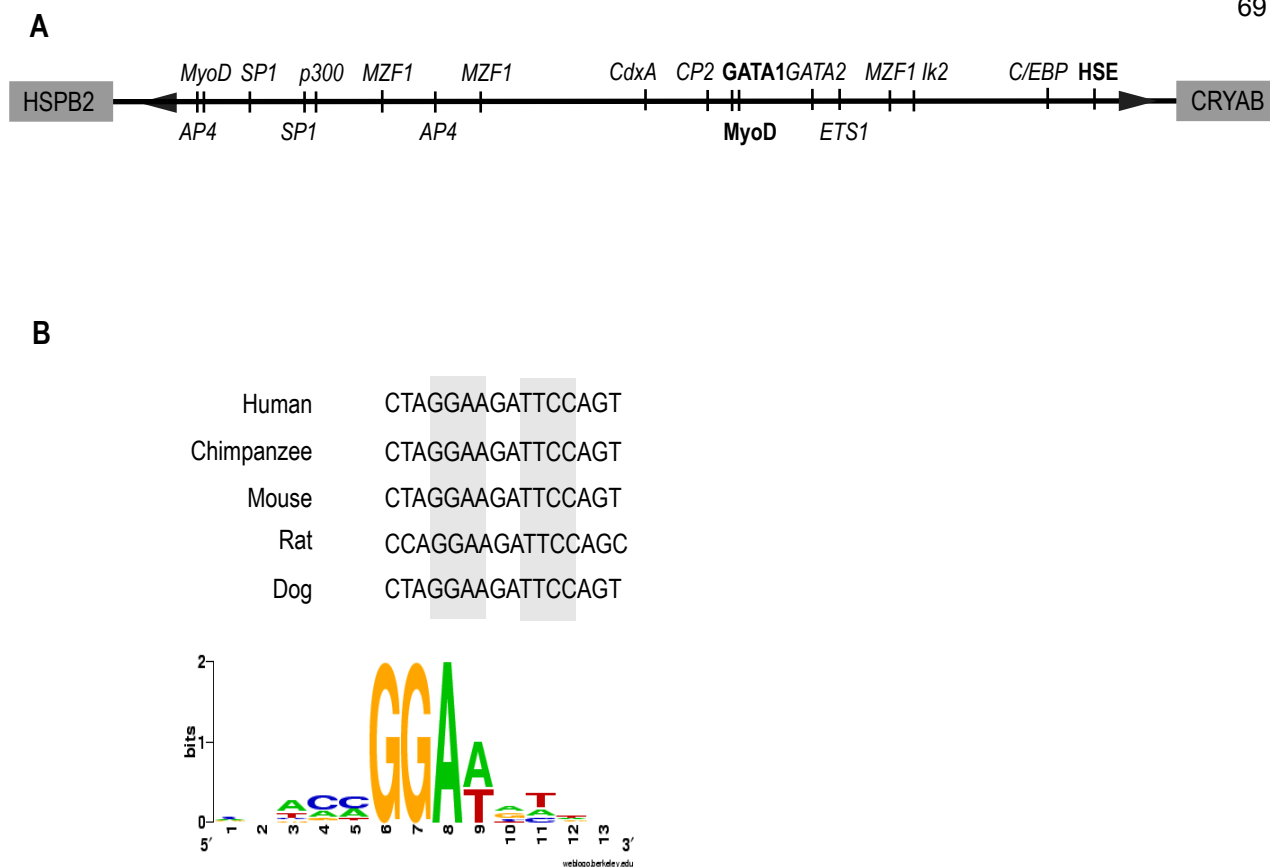 69
A
MyoD SP1 p300 MZF1 MZF1 CdxA CP2 GATA1 GATA2 MZF1 Ik2 C/EBP HSE
HSPB2 CRYAB
AP4 SP1 AP4 MyoD ETS1
B
Human CTAGGAAGATTCCAGT
Chimpanzee CTAGGAAGATTCCAGT
Mouse CTAGGAAGATTCCAGT
Rat CCAGGAAGATTCCAGC
Dog CTAGGAAGATTCCAGT
2
bits
1
0
GGAA
T
5′ 1 2 3 4 5 6 7 8 9 10 11 12 13 3′
weblogo.berkeley.edu